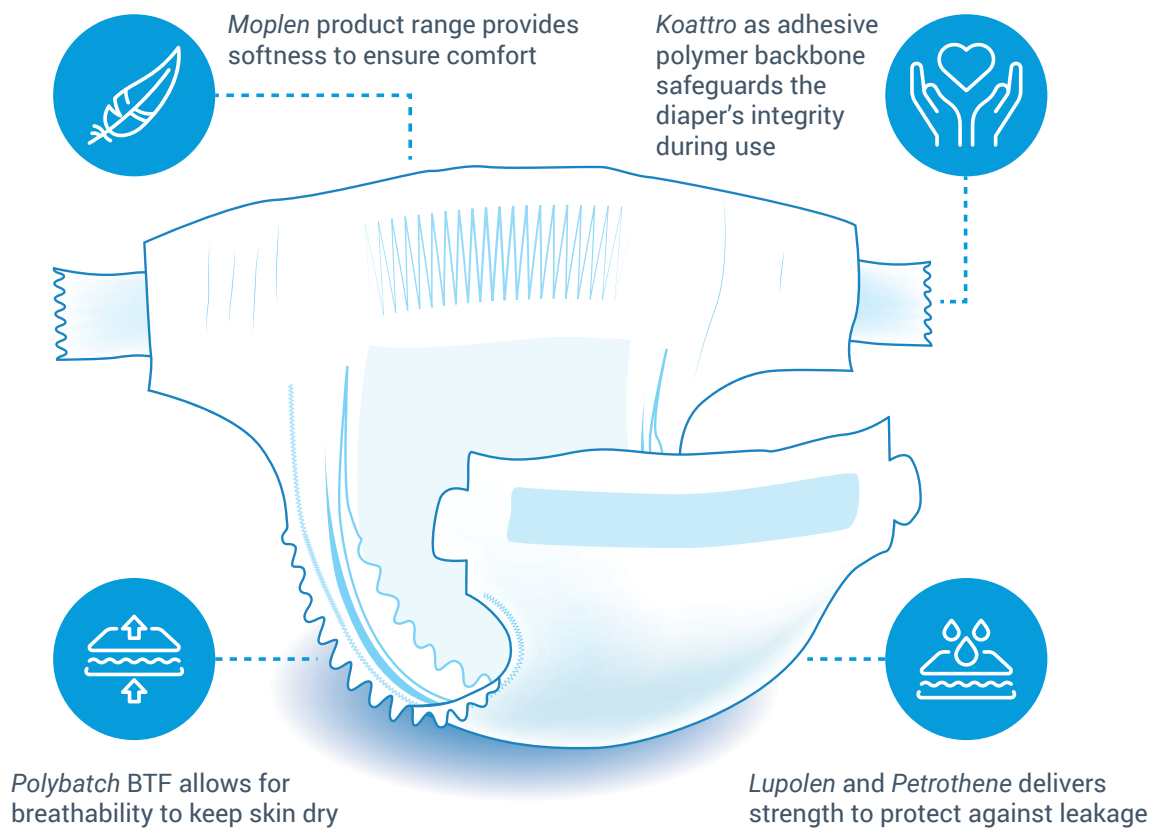 Moplen product range provides
softness to ensure comfort
Koattro as adhesive
polymer backbone
safeguards the
diaper’s integrity
during use
Polybatch BTF allows for
breathability to keep skin dry
Lupolen and Petrothene delivers
strength to protect against leakage